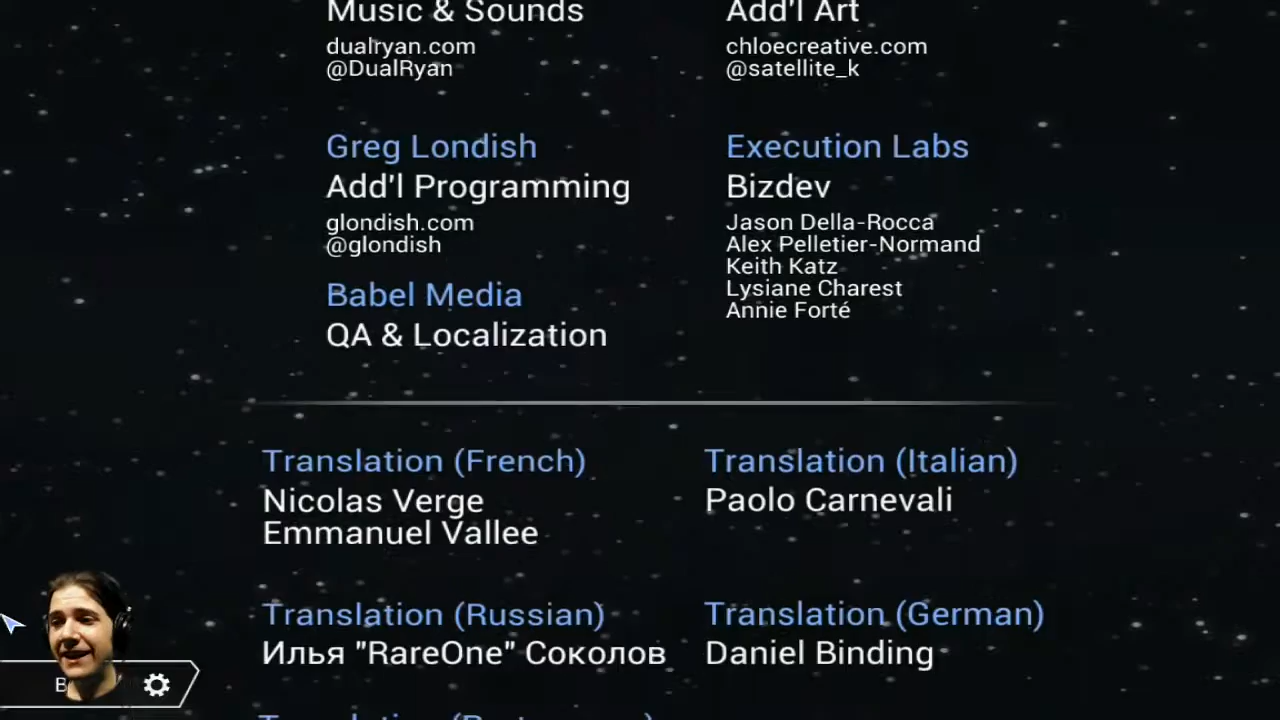 Music & Sounds
dualryan.com
@DualRyan
Add'l Art
chloecreative.com
@satellite_k
Greg Londish
Add'l Programming
glondish.com
@glondish
Execution Labs
Bizdev
Jason Della-Rocca
Alex Pelletier-Normand
Keith Katz
Lysiane Charest
Annie Forté
Babel Media
QA & Localization
Translation (French)
Nicolas Verge
Emmanuel Vallee
Translation (Italian)
Paolo Carnevali
Translation (Russian)
Илья "RareOne" Соколов
Translation (German)
Daniel Binding